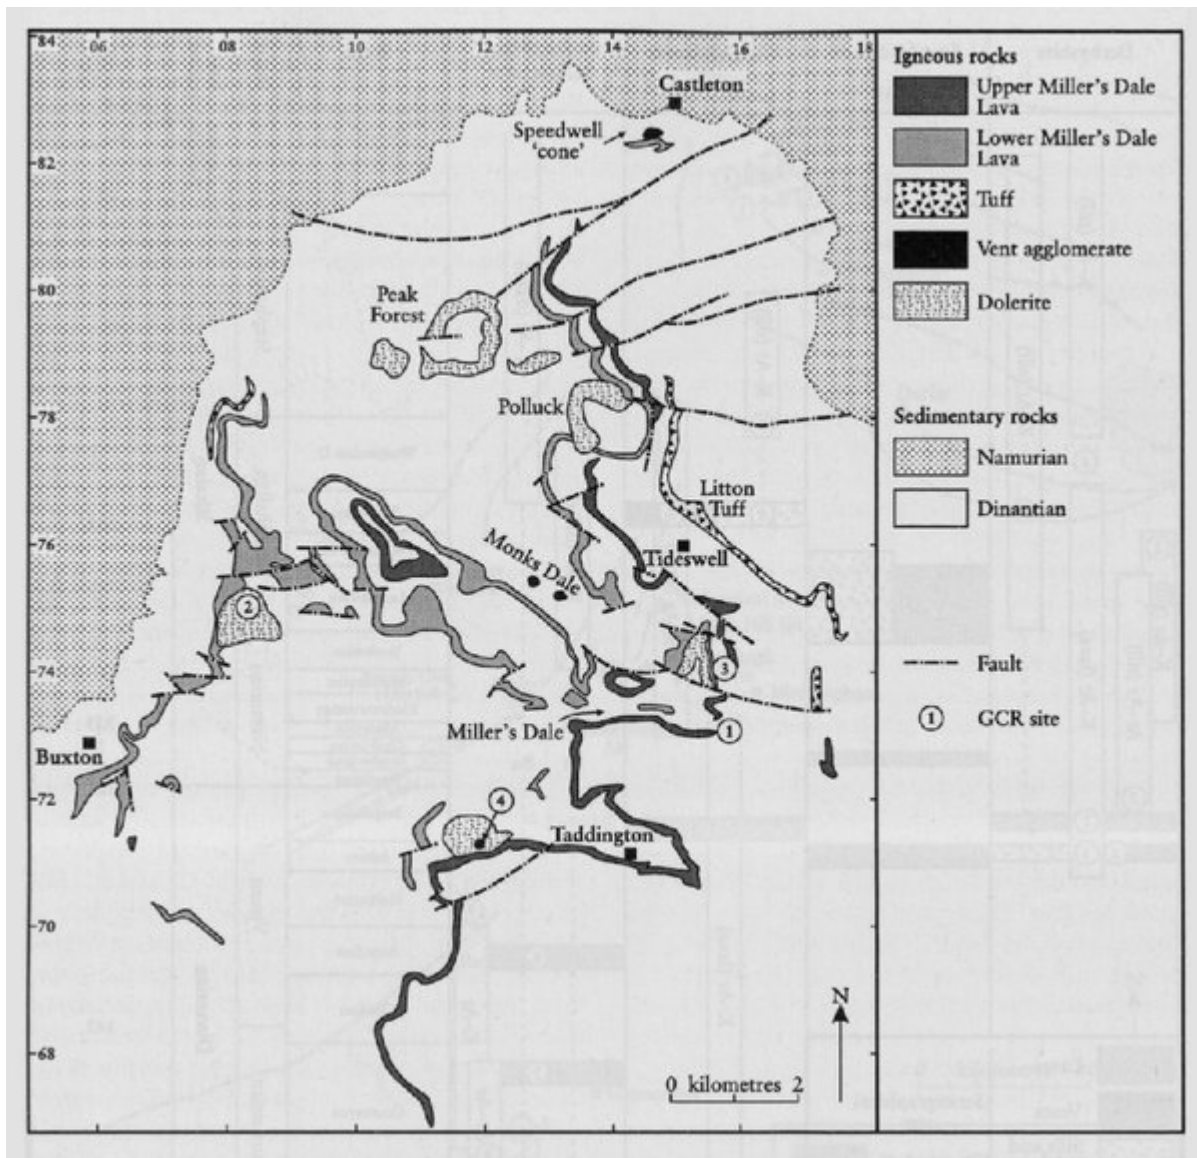 84
06
08
10
12
14
16
18
Castleton
Speedwell
'cone'
82
80
Peak
Forest
78
Polluck
Litton
Tuff
76
Tideswell
Monks Dale
2
74
3
Miller's Dale
1
Buxton
72
4
Taddington
70
68
N
0 kilometres 2
Igneous rocks
Upper Miller's Dale
Lava
Lower Miller's Dale
Lava
Tuff
Vent agglomerate
Dolerite
Sedimentary rocks
Namurian
Dinantian
Fault
1 GCR site